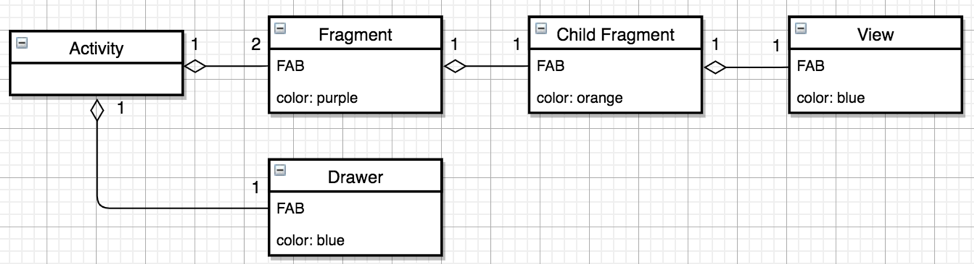 Activity
1
2
Fragment
FAB
color: purple
1
1
Child Fragment
FAB
color: orange
1
1
View
FAB
color: blue
1
1
Drawer
FAB
color: blue